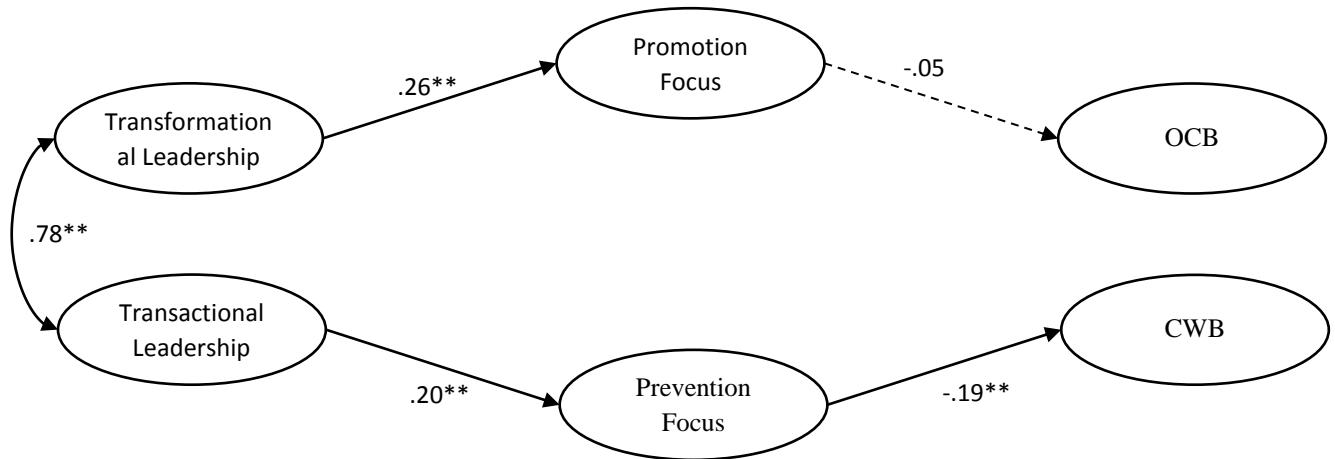 Promotion
Focus
-.05
.26**
Transformation
al Leadership
OCB
.78**
Transactional
Leadership
CWB
.20**
Prevention
Focus
-.19**